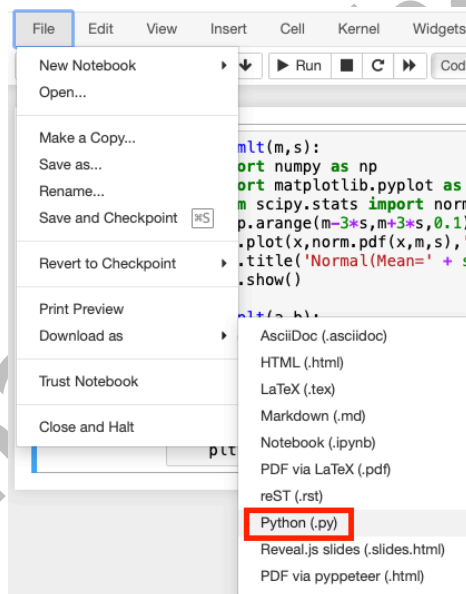 File Edit View Insert Cell Kernel Widgets
New Notebook
Run Cod
Open...
Make a Copy...
mlt(m,s):
Save as...
ort numpy as np
Rename...
ort matplotlib.pyplot as
m scipy.stats import norm
Save and Checkpoint ⌘S
p.arange(m-3*s,m+3*s,0.1)
.plot(x,norm.pdf(x,m,s),'
Revert to Checkpoint
.title('Normal(Mean=' + s
.show()
Print Preview
nlt(a,b):
Download as
AsciiDoc (.asciidoc)
HTML (.html)
Trust Notebook
LaTeX (.tex)
Markdown (.md)
Close and Halt
Notebook (.ipynb)
plt
PDF via LaTeX (.pdf)
reST (.rst)
Python (.py)
Reveal.js slides (.slides.html)
PDF via pyppeteer (.html)